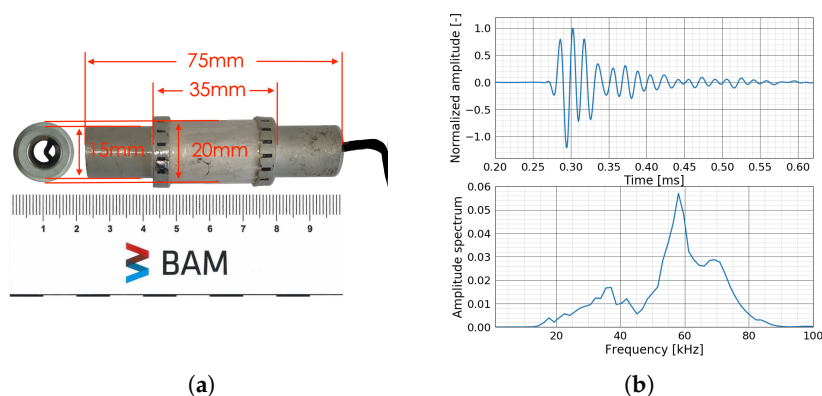 75mm
35mm
15mm
20mm
1 2 3 4 5 6 7 8 9
BAM
(a)
Normalized amplitude [-]
1.0
0.5
0.0
−0.5
−1.0
0.20 0.25 0.30 0.35 0.40 0.45 0.50 0.55 0.60
Time [ms]
Amplitude spectrum
0.06
0.05
0.04
0.03
0.02
0.01
0.00
20 40 60 80 100
Frequency [kHz]
(b)